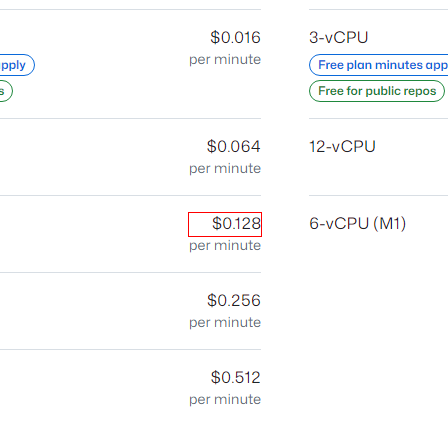 $0.016
per minute
apply
s
$0.064
per minute
$0.128
per minute
$0.256
per minute
$0.512
per minute
3-vCPU
Free plan minutes app
Free for public repos
12-vCPU
6-vCPU (M1)